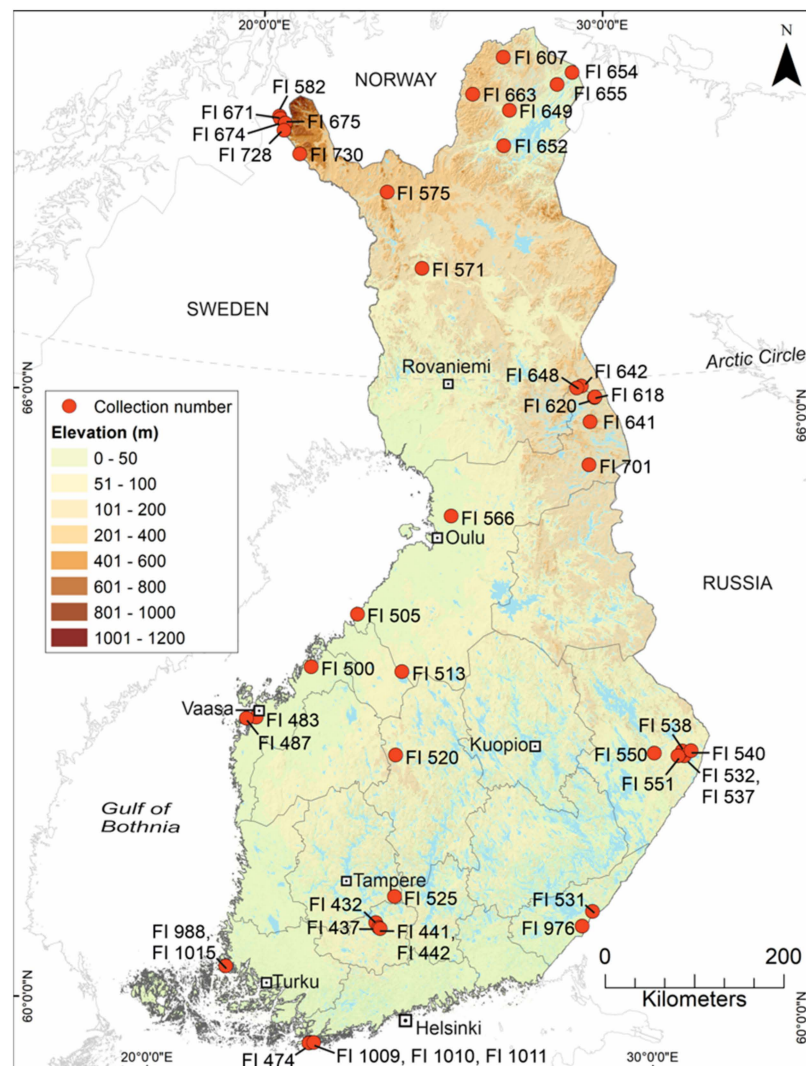 20°0'0"E
30°0'0"E
N
NORWAY
FI 607
FI 654
FI 655
FI 663
FI 649
FI 652
FI 582
FI 671
FI 675
FI 674
FI 728
FI 730
FI 575
FI 571
SWEDEN
Arctic Circle
Rovaniemi
66°0'0"N
66°0'0"N
FI 648
FI 642
FI 620
FI 618
FI 641
FI 701
Collection number
Elevation (m)
0 - 50
51 - 100
101 - 200
201 - 400
401 - 600
601 - 800
801 - 1000
1001 - 1200
FI 566
Oulu
RUSSIA
FI 505
FI 500
FI 513
Vaasa
FI 483
FI 487
FI 520
Kuopio
FI 538
FI 550
FI 540
FI 551
FI 532,
FI 537
Gulf of
Bothnia
Tampere
FI 525
FI 432
FI 437
FI 441,
FI 442
FI 531
FI 976
FI 988,
FI 1015
Turku
0
200
Kilometers
60°0'0"N
60°0'0"N
Helsinki
FI 474
FI 1009, FI 1010, FI 1011
20°0'0"E
30°0'0"E